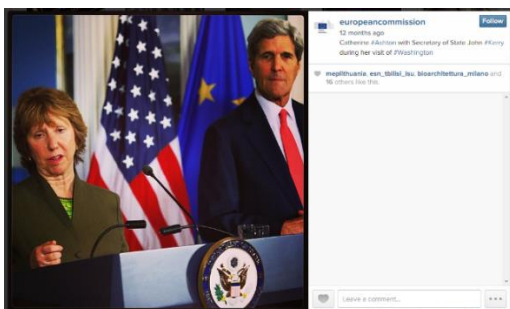 europeancommission
Follow
12 months ago
Catherine #Ashton with Secretary of State John #Kerry
during her visit of #Washington
meplithuania, esn_tbilisi_isu, bioarchitettura_milano and
16 others like this.
Leave a comment...